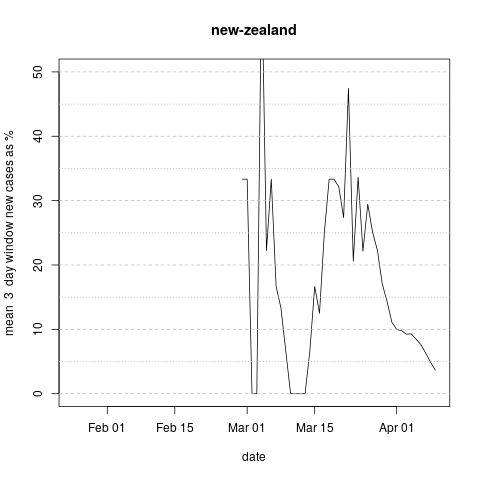 new-zealand
mean 3 day window new cases as %
50
40
30
20
10
0
Feb 01
Feb 15
Mar 01
Mar 15
Apr 01
date